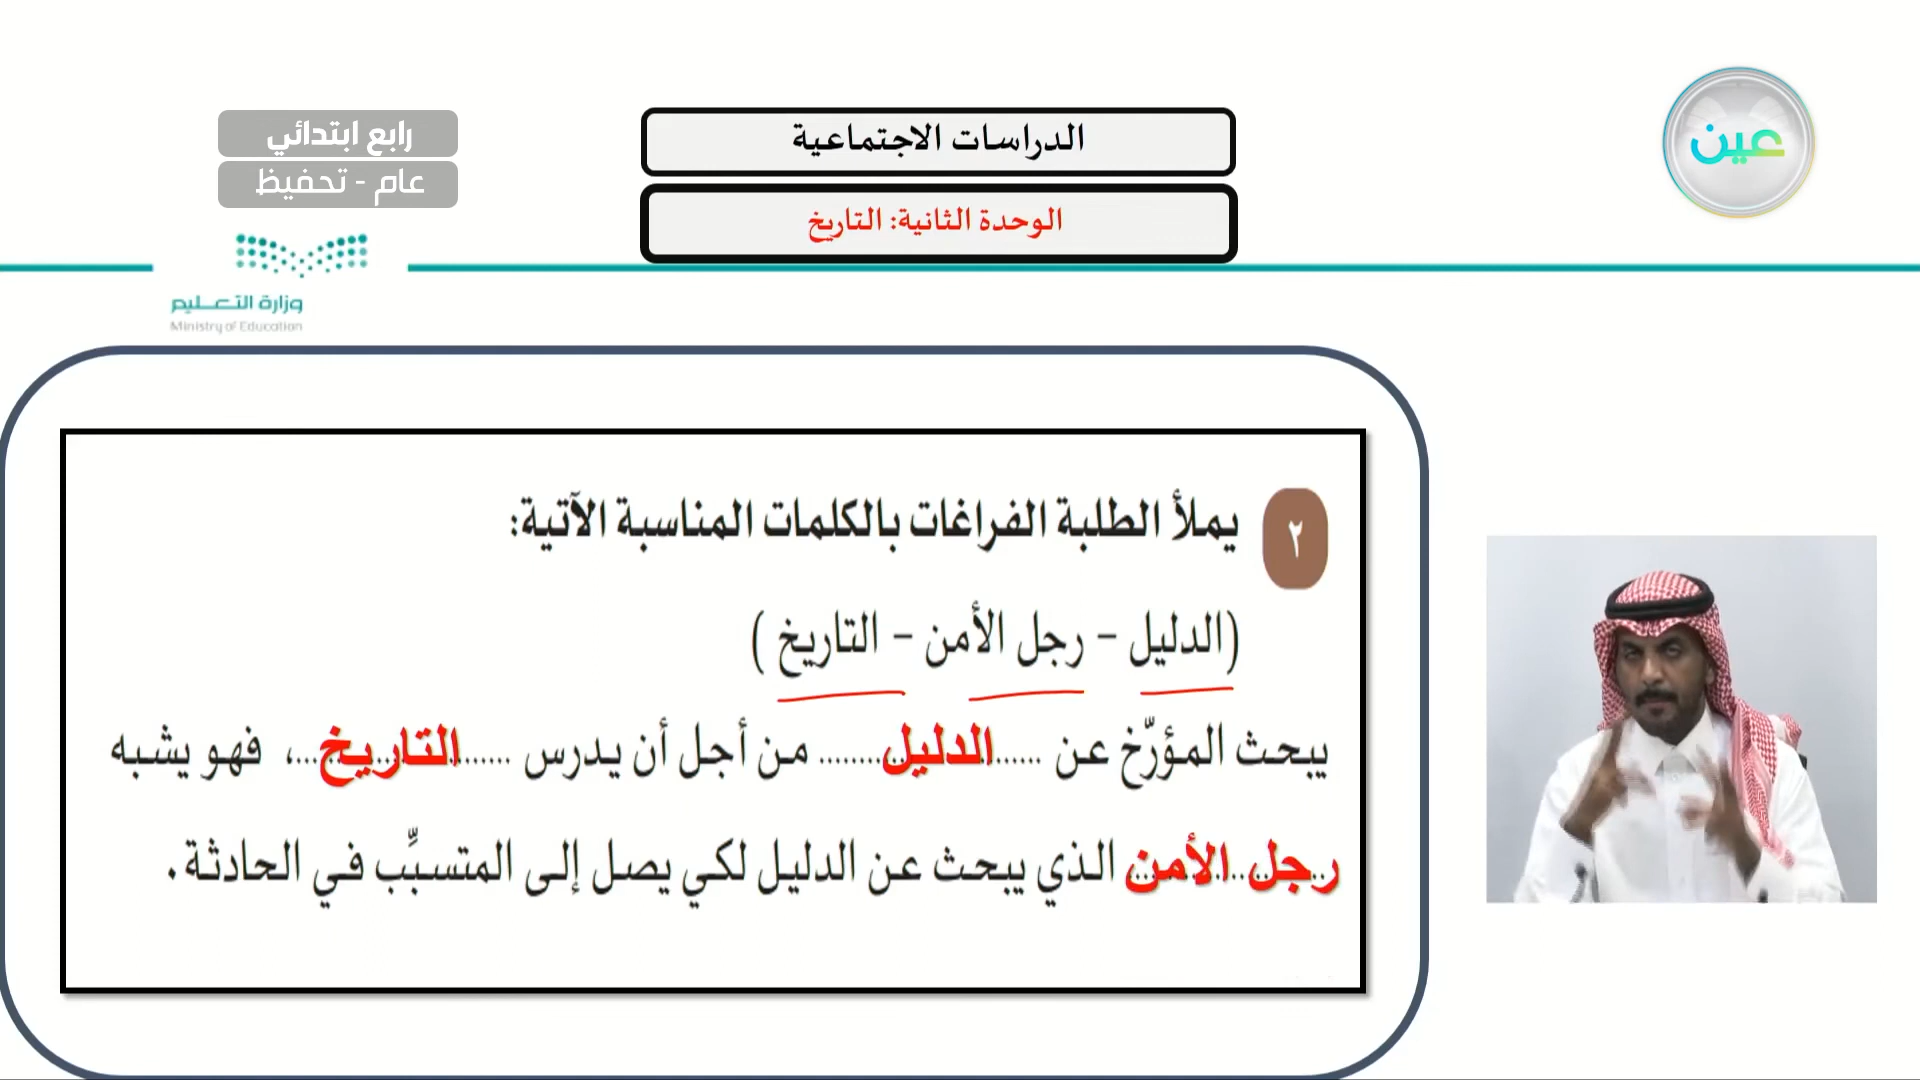 رابع ابتدائي
عام - تحفيظ
الدراسات الاجتماعية
الوحدة الثانية: التاريخ
عين
وزارة التعليم
Ministry of Education
٢
يملأ الطلبة الفراغات بالكلمات المناسبة الآتية:
(الدليل – رجل الأمن – التاريخ )
يبحث المؤرّخ عن ......الدليل........ من أجل أن يدرس ......التاريخ...، فهو يشبه
رجل الأمن الذي يبحث عن الدليل لكي يصل إلى المتسبِّب في الحادثة.